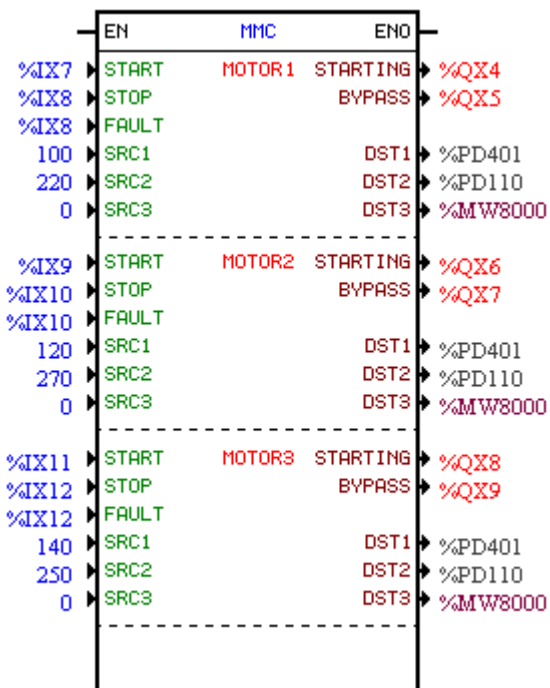 EN MMC ENO
%IX7 START MOTOR1 STARTING %QX4
%IX8 STOP BYPASS %QX5
%IX8 FAULT
100 SRC1 DST1 %PD401
220 SRC2 DST2 %PD110
0 SRC3 DST3 %MW8000
%IX9 START MOTOR2 STARTING %QX6
%IX10 STOP BYPASS %QX7
%IX10 FAULT
120 SRC1 DST1 %PD401
270 SRC2 DST2 %PD110
0 SRC3 DST3 %MW8000
%IX11 START MOTOR3 STARTING %QX8
%IX12 STOP BYPASS %QX9
%IX12 FAULT
140 SRC1 DST1 %PD401
250 SRC2 DST2 %PD110
0 SRC3 DST3 %MW8000